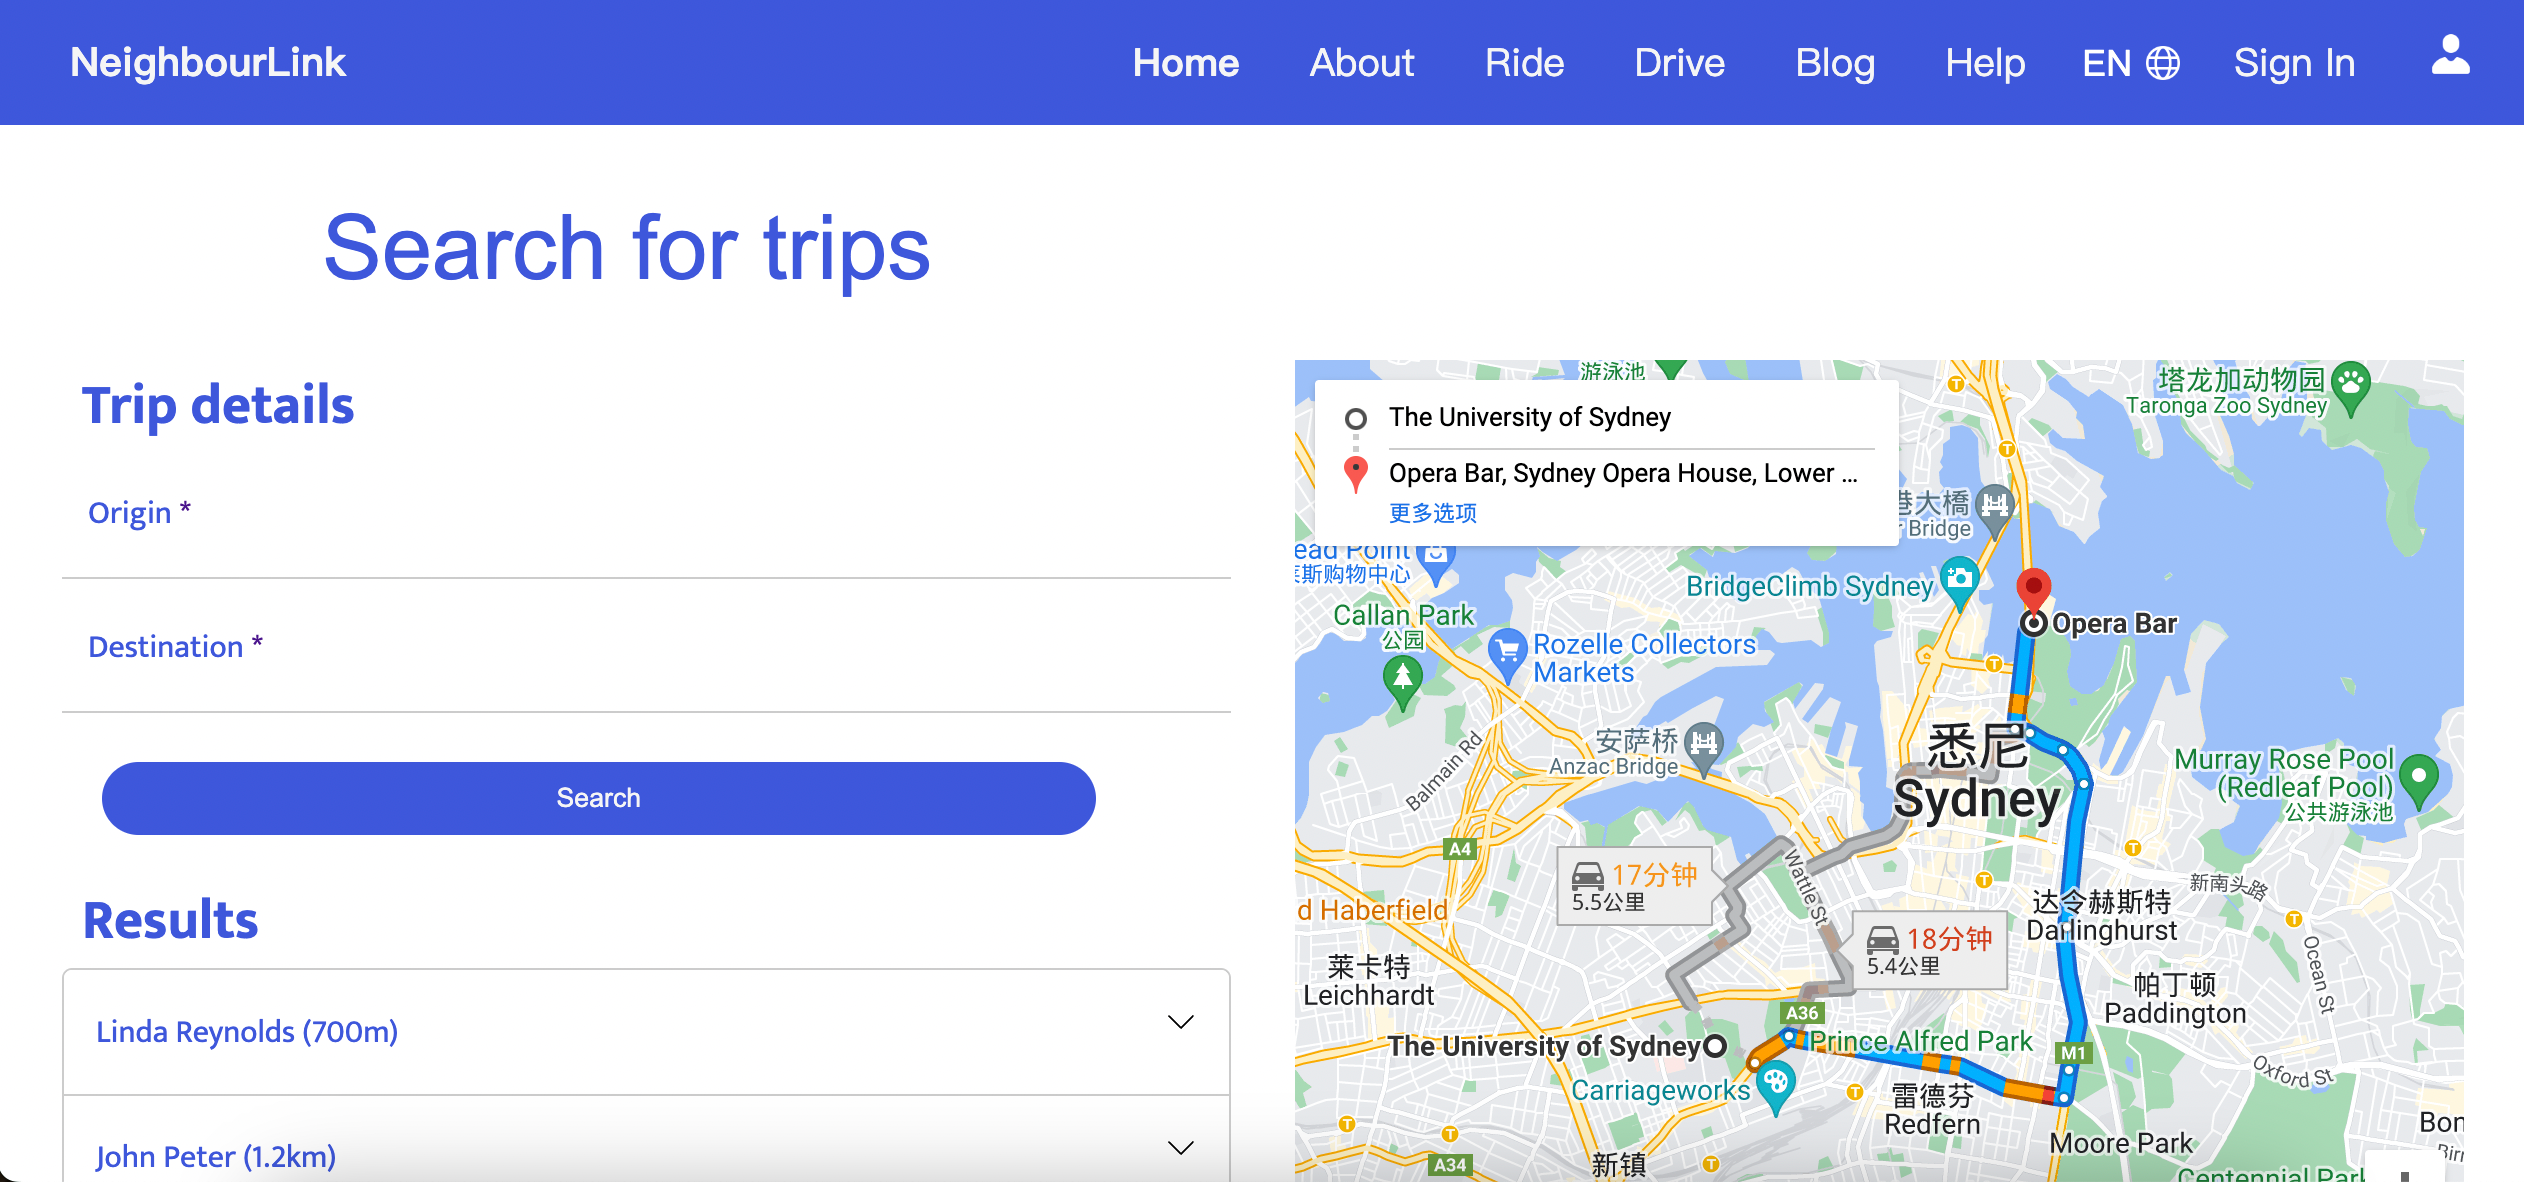 NeighbourLink
Home
About
Ride
Drive
Blog
Help
EN
Sign In
Search for trips
Trip details
Origin *
Destination *
Search
Results
Linda Reynolds (700m)
John Peter (1.2km)
The University of Sydney
Opera Bar, Sydney Opera House, Lower ...
更多选项
游泳池
塔龙加动物园
Taronga Zoo Sydney
港大橋
Bridge
ead Point
斯购物中心
BridgeClimb Sydney
Callan Park
公园
Opera Bar
Rozelle Collectors
Markets
安萨桥
Anzac Bridge
Balmain Rd
悉尼
Sydney
Murray Rose Pool
(Redleaf Pool)
公共游泳池
A4
17分钟
5.5公里
Wattle St
新南头路
d Haberfield
达令赫斯特
Darlinghurst
18分钟
5.4公里
Ocean St
莱卡特
Leichhardt
帕丁顿
Paddington
A36
The University of Sydney
Prince Alfred Park
M1
Oxford St
Carriageworks
雷德芬
Redfern
Moore Park
Bon
A34
新镇
Centennial Park